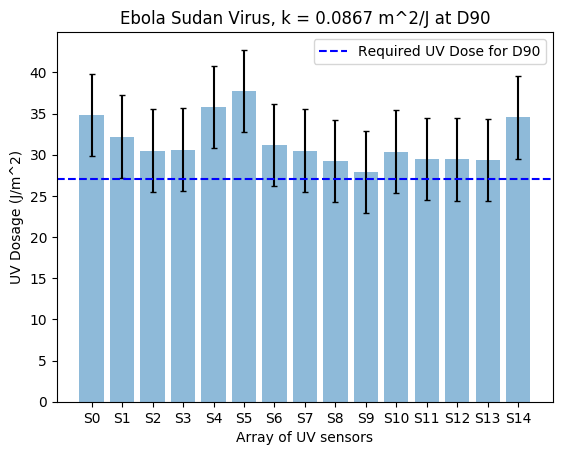 Ebola Sudan Virus, k = 0.0867 m^2/J at D90
Required UV Dose for D90
UV Dosage (J/m^2)
40
35
30
25
20
15
10
5
0
S0 S1 S2 S3 S4 S5 S6 S7 S8 S9 S10 S11 S12 S13 S14
Array of UV sensors